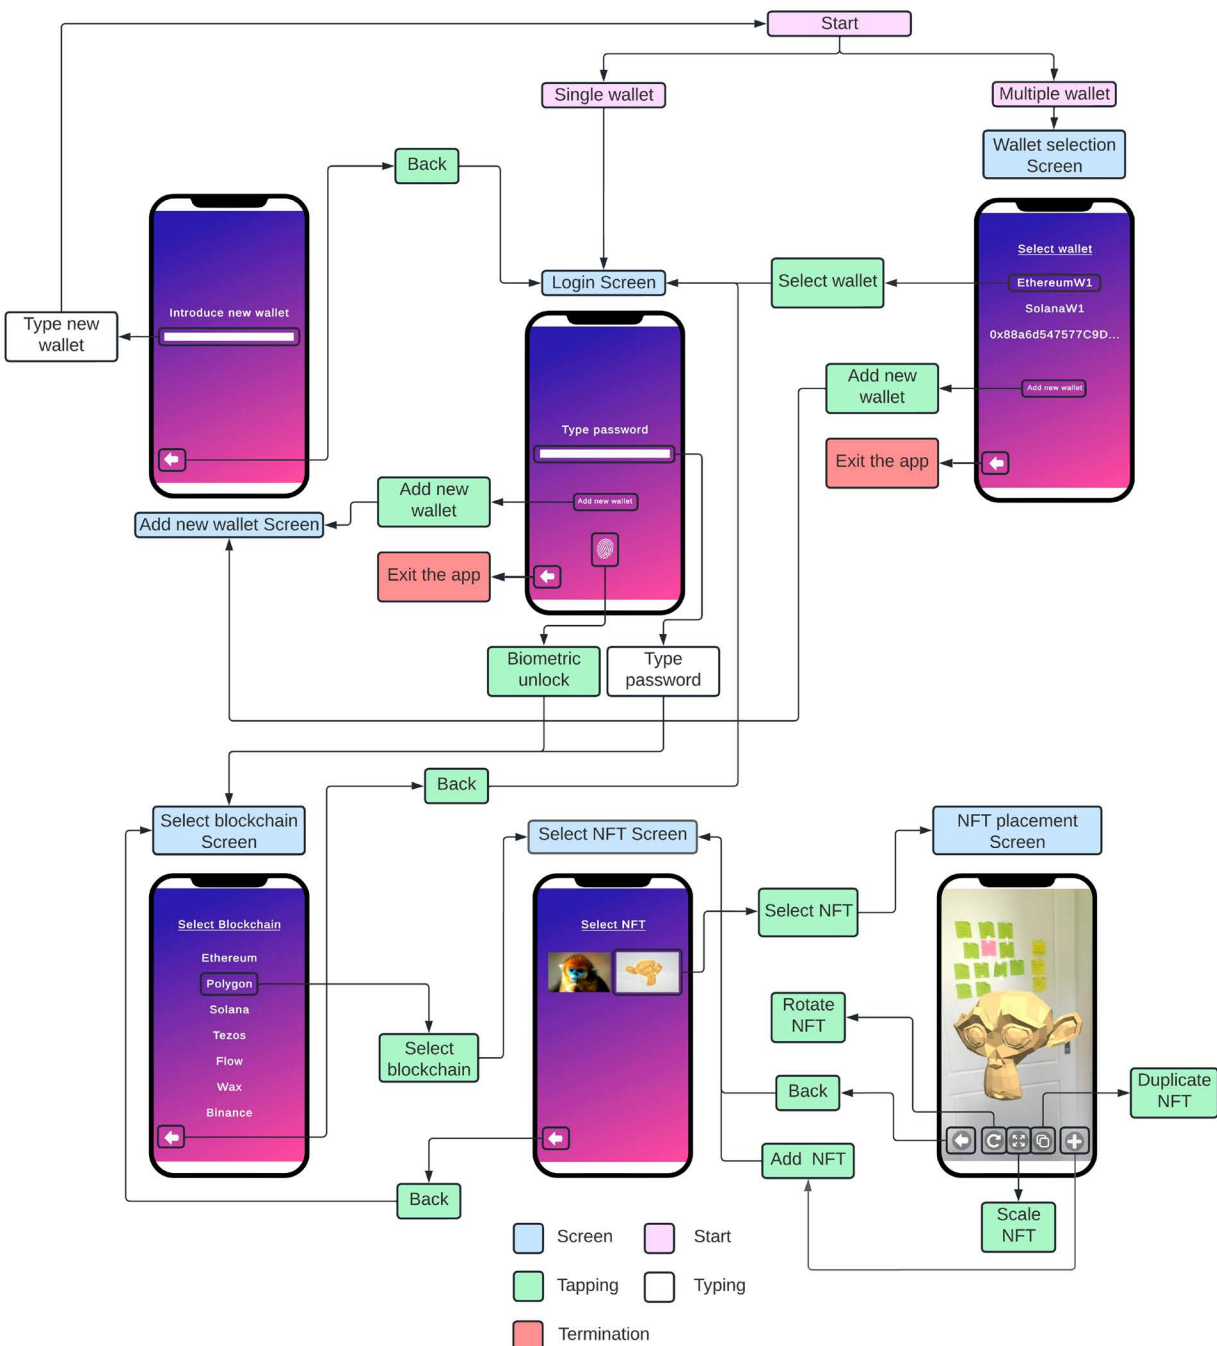 Start
Single wallet
Multiple wallet
Wallet selection
Screen
Back
Select wallet
EthereumW1
SolanaW1
0x88a6d547577C9D...
Add new wallet
Select wallet
Login Screen
Introduce new wallet
Type new
wallet
Add new
wallet
Exit the app
Type password
Add new wallet
Add new
wallet
Add new wallet Screen
Exit the app
Biometric
unlock
Type
password
Back
Select blockchain
Screen
Select NFT Screen
NFT placement
Screen
Select Blockchain
Ethereum
Polygon
Solana
Tezos
Flow
Wax
Binance
Select
blockchain
Select NFT
Select NFT
Rotate
NFT
Back
Duplicate
NFT
Add NFT
Back
Scale
NFT
Screen
Start
Tapping
Typing
Termination